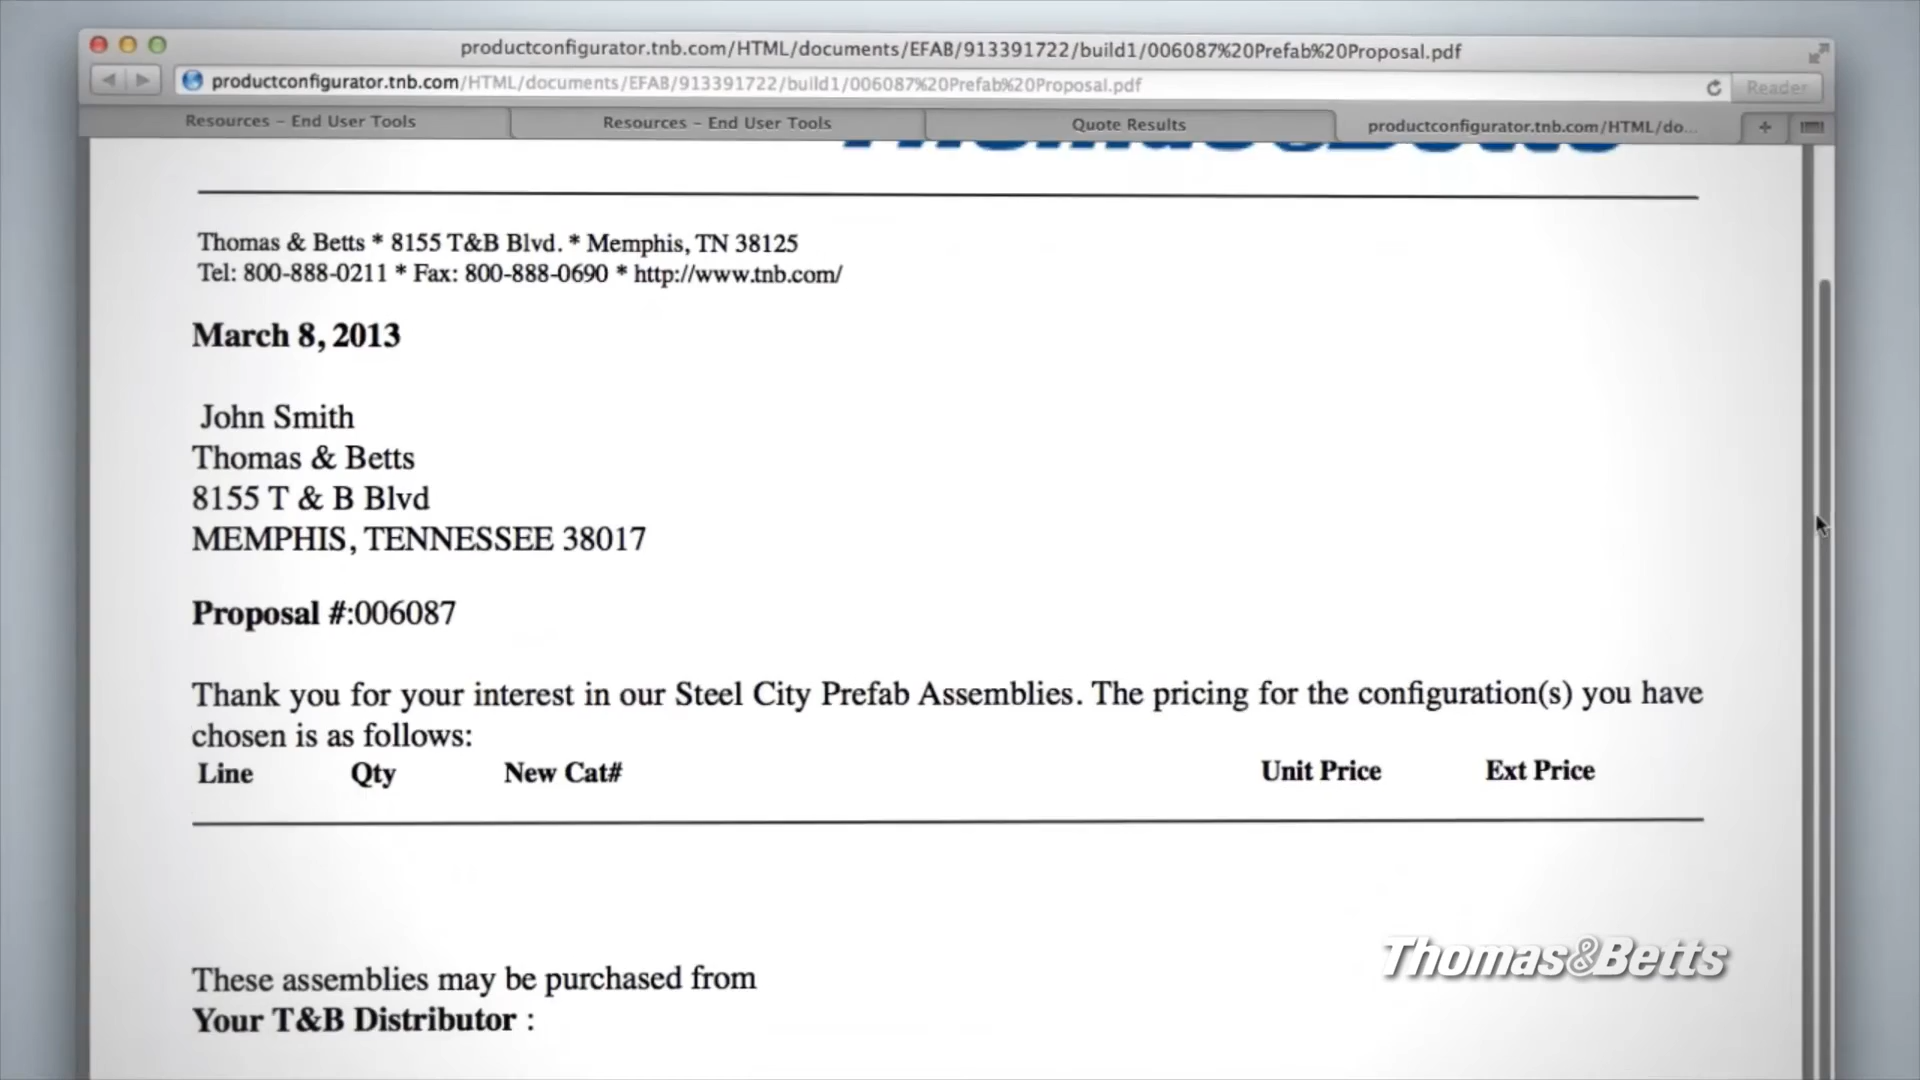 productconfigurator.tnb.com/HTML/documents/EFAB/913391722/build1/006087%20Prefab%20Proposal.pdf
productconfigurator.tnb.com/HTML/documents/EFAB/913391722/build1/006087%20Prefab%20Proposal.pdf
Reader
Resources – End User Tools
Resources – End User Tools
Quote Results
productconfigurator.tnb.com/HTML/do...
+
Thomas&Betts
Thomas & Betts * 8155 T&B Blvd. * Memphis, TN 38125
Tel: 800-888-0211 * Fax: 800-888-0690 * http://www.tnb.com/
March 8, 2013
John Smith
Thomas & Betts
8155 T & B Blvd
MEMPHIS, TENNESSEE 38017
Proposal #:006087
Thank you for your interest in our Steel City Prefab Assemblies. The pricing for the configuration(s) you have
chosen is as follows:
Line Qty New Cat# Unit Price Ext Price
These assemblies may be purchased from
Your T&B Distributor :
Thomas&Betts